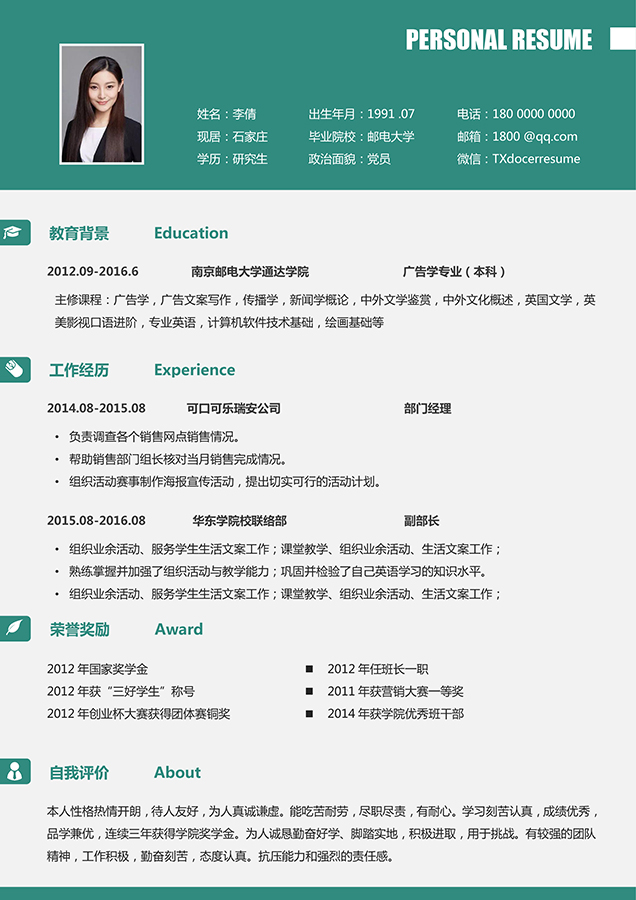 PERSONAL RESUME
姓名：李倩 出生年月：1991 .07 电话：180 0000 0000
现居：石家庄 毕业院校：邮电大学 邮箱：1800 @qq.com
学历：研究生 政治面貌：党员 微信：TXdocerresume
教育背景 Education
2012.09-2016.6 南京邮电大学通达学院 广告学专业（本科）
主修课程：广告学，广告文案写作，传播学，新闻学概论，中外文学鉴赏，中外文化概述，英国文学，英
美影视口语进阶，专业英语，计算机软件技术基础，绘画基础等
工作经历 Experience
2014.08-2015.08 可口可乐瑞安公司 部门经理
• 负责调查各个销售网点销售情况。
• 帮助销售部门组长核对当月销售完成情况。
• 组织活动赛事制作海报宣传活动，提出切实可行的活动计划。
2015.08-2016.08 华东学院校联络部 副部长
• 组织业余活动、服务学生生活文案工作；课堂教学、组织业余活动、生活文案工作；
• 熟练掌握并加强了组织活动与教学能力；巩固并检验了自己英语学习的知识水平。
• 组织业余活动、服务学生生活文案工作；课堂教学、组织业余活动、生活文案工作；
荣誉奖励 Award
2012 年国家奖学金 ■ 2012 年任班长一职
2012 年获“三好学生”称号 ■ 2011 年获营销大赛一等奖
2012 年创业杯大赛获得团体赛铜奖 ■ 2014 年获学院优秀班干部
自我评价 About
本人性格热情开朗，待人友好，为人真诚谦虚。能吃苦耐劳，尽职尽责，有耐心。学习刻苦认真，成绩优秀，
品学兼优，连续三年获得学院奖学金。为人诚恳勤奋好学、脚踏实地，积极进取，用于挑战。有较强的团队
精神，工作积极，勤奋刻苦，态度认真。抗压能力和强烈的责任感。